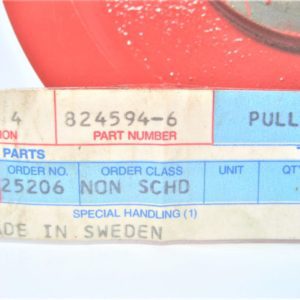 4 824594-6 PULL
ION PART NUMBER
PARTS
ORDER NO. ORDER CLASS UNIT QT
25206 NON SCHD
SPECIAL HANDLING (1)
ADE IN SWEDEN